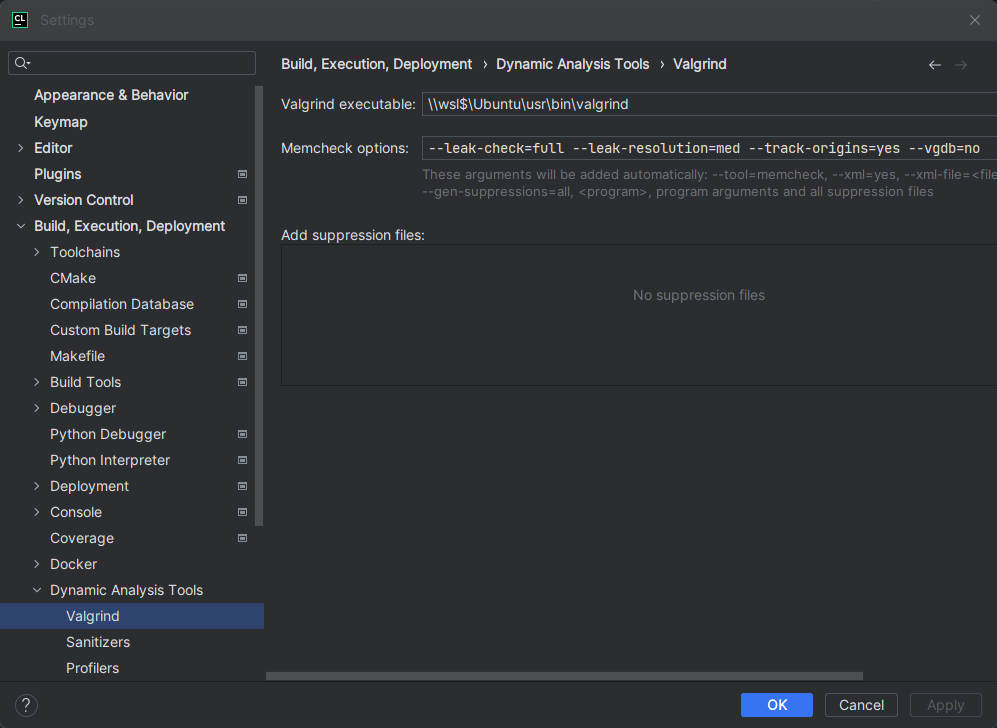 CL Settings
Build, Execution, Deployment › Dynamic Analysis Tools › Valgrind
Appearance & Behavior
Keymap
Editor
Plugins
Version Control
Build, Execution, Deployment
Toolchains
CMake
Compilation Database
Custom Build Targets
Makefile
Build Tools
Debugger
Python Debugger
Python Interpreter
Deployment
Console
Coverage
Docker
Dynamic Analysis Tools
Valgrind
Sanitizers
Profilers
Valgrind executable: \\wsl$\Ubuntu\usr\bin\valgrind
Memcheck options: --leak-check=full --leak-resolution=med --track-origins=yes --vgdb=no
These arguments will be added automatically: --tool=memcheck, --xml=yes, --xml-file=<file
--gen-suppressions=all, <program>, program arguments and all suppression files
Add suppression files:
No suppression files
?
OK
Cancel
Apply